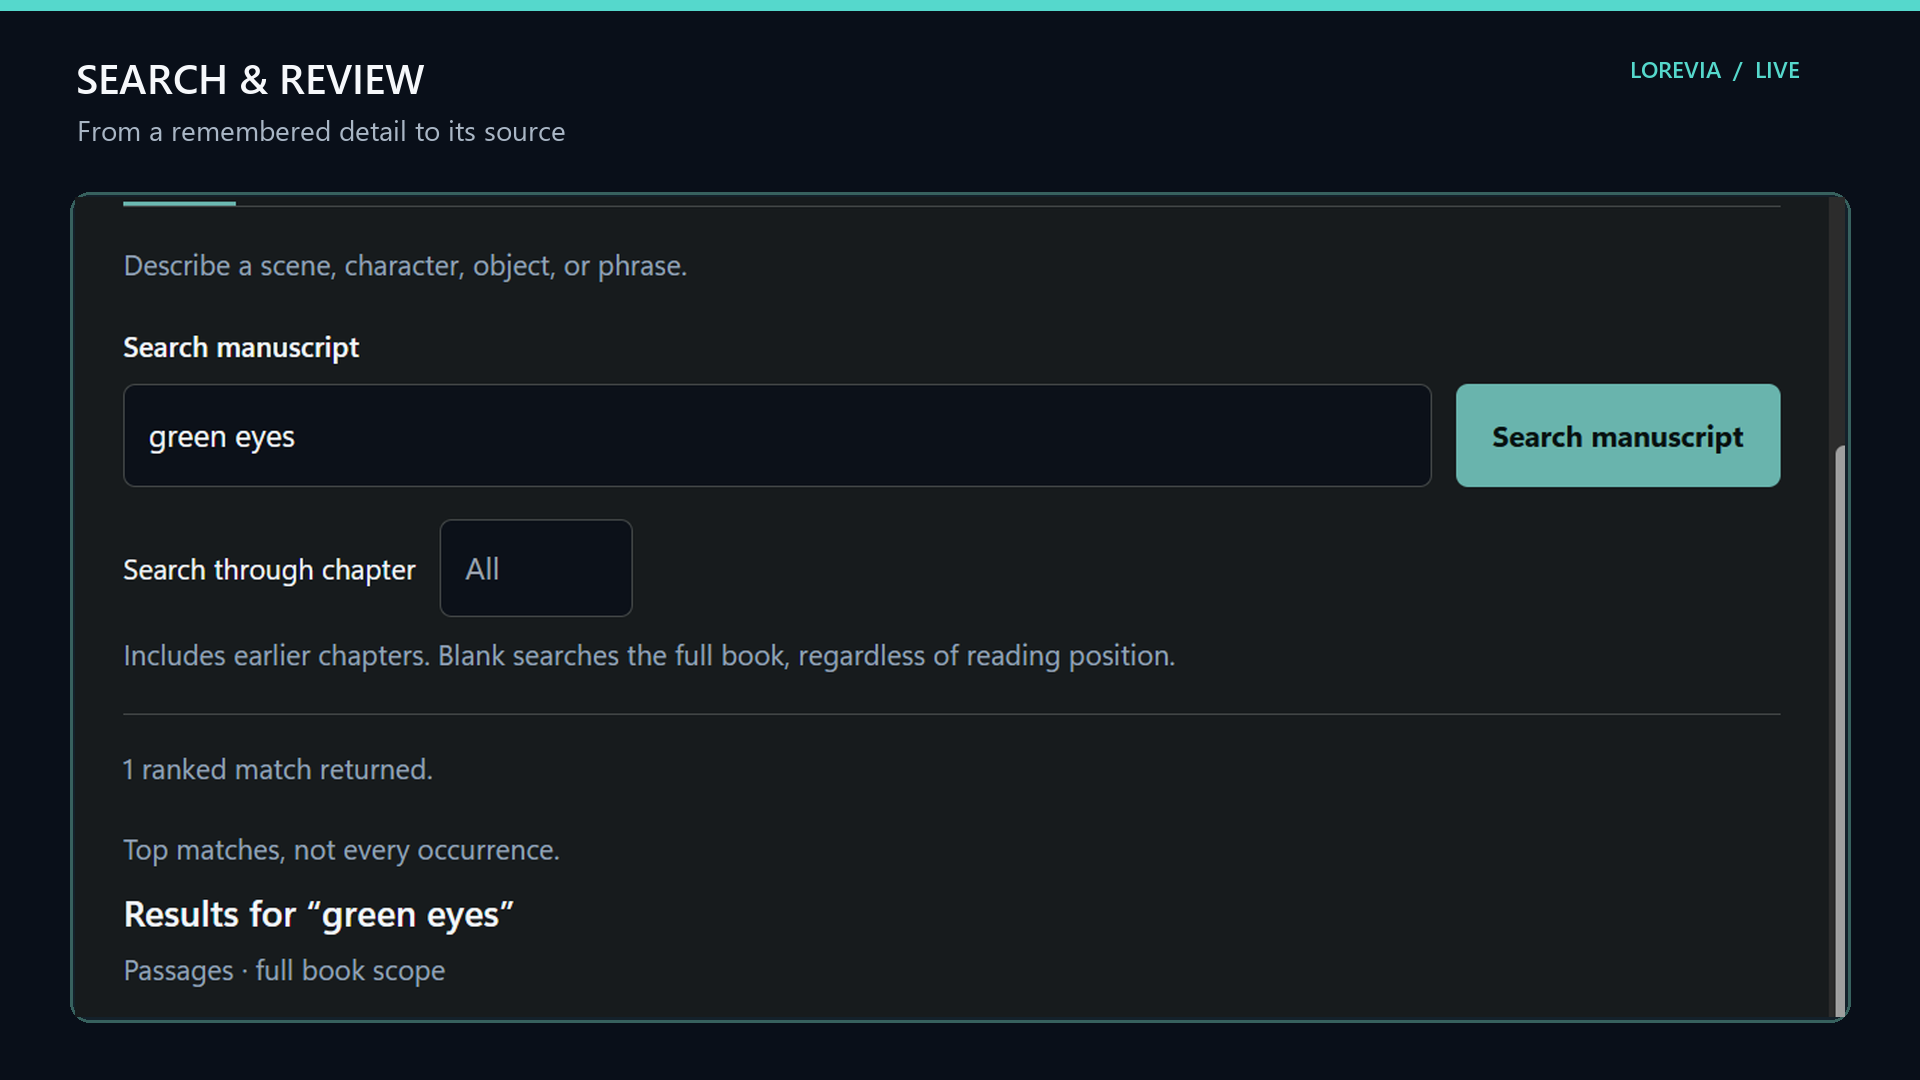 SEARCH & REVIEW
LOREVIA / LIVE
From a remembered detail to its source
Describe a scene, character, object, or phrase.
Search manuscript
green eyes
Search manuscript
Search through chapter
All
Includes earlier chapters. Blank searches the full book, regardless of reading position.
1 ranked match returned.
Top matches, not every occurrence.
Results for “green eyes”
Passages · full book scope